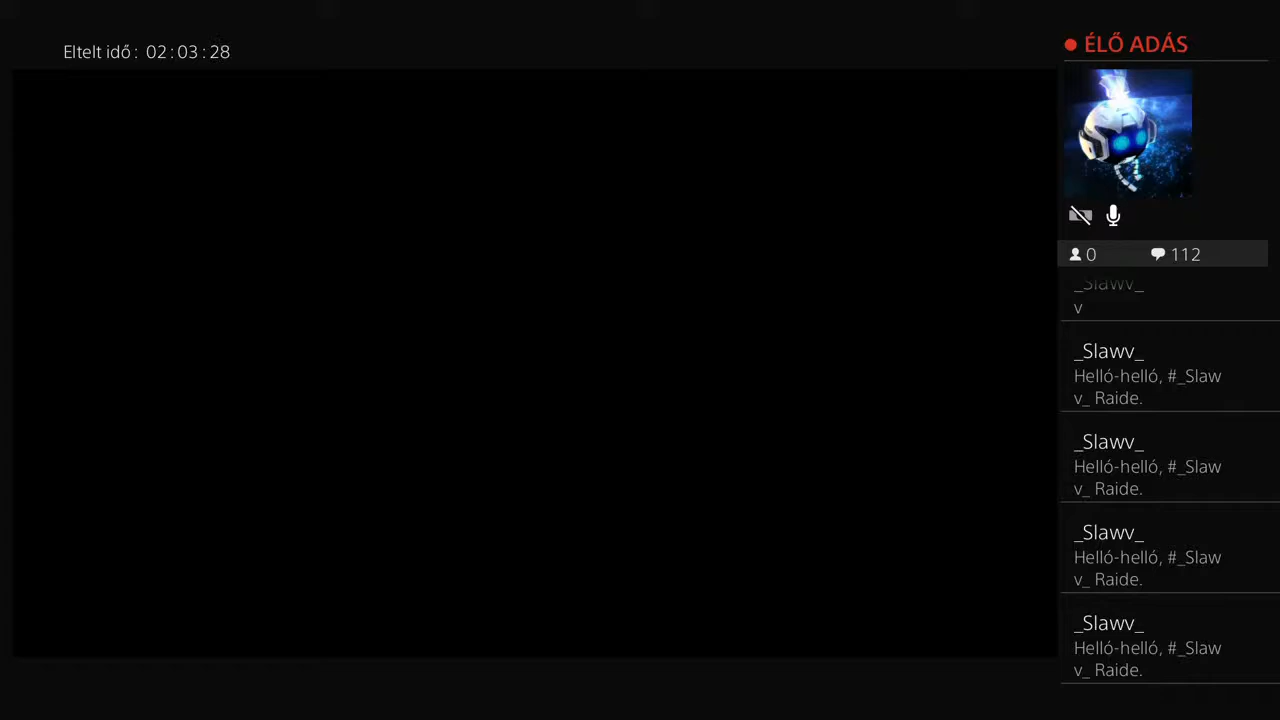 Eltelt idő : 02 : 03 : 28
ÉLŐ ADÁS
0 112
_Slawv_
v
_Slawv_
Helló-helló, #_Slaw
v_ Raide.
_Slawv_
Helló-helló, #_Slaw
v_ Raide.
_Slawv_
Helló-helló, #_Slaw
v_ Raide.
_Slawv_
Helló-helló, #_Slaw
v_ Raide.